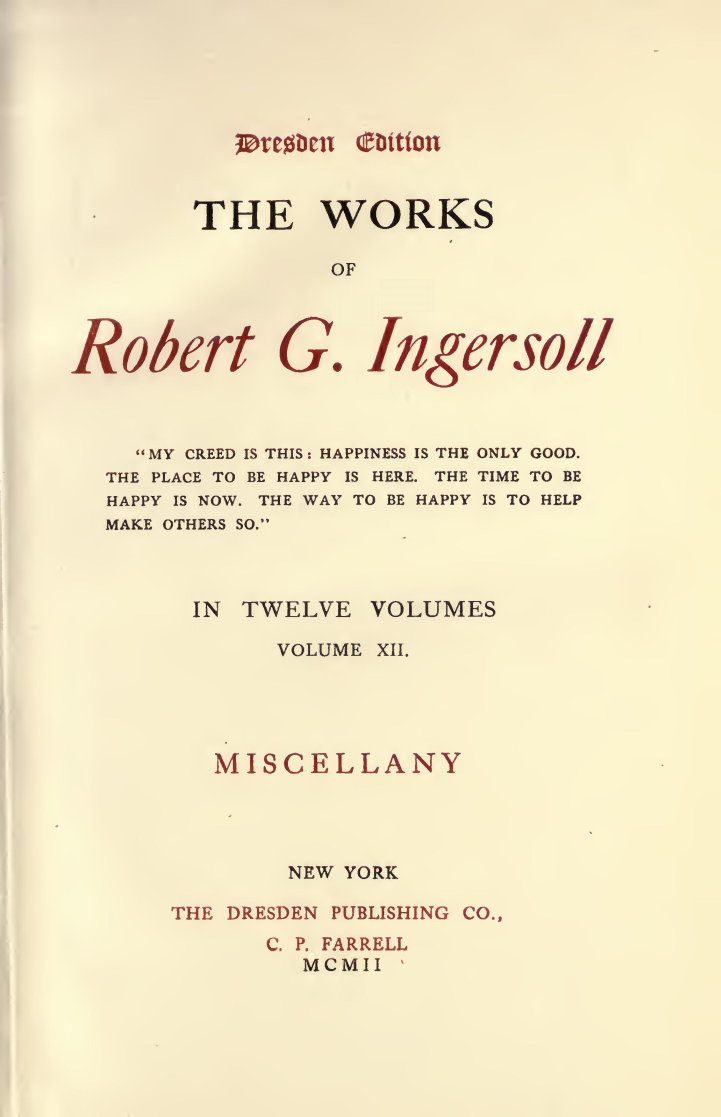 Dresden Edition
THE WORKS
OF
Robert G. Ingersoll
"MY CREED IS THIS: HAPPINESS IS THE ONLY GOOD.
THE PLACE TO BE HAPPY IS HERE. THE TIME TO BE
HAPPY IS NOW. THE WAY TO BE HAPPY IS TO HELP
MAKE OTHERS SO."
IN TWELVE VOLUMES
VOLUME XII.
MISCELLANY
NEW YORK
THE DRESDEN PUBLISHING CO.,
C. P. FARRELL
MCMII